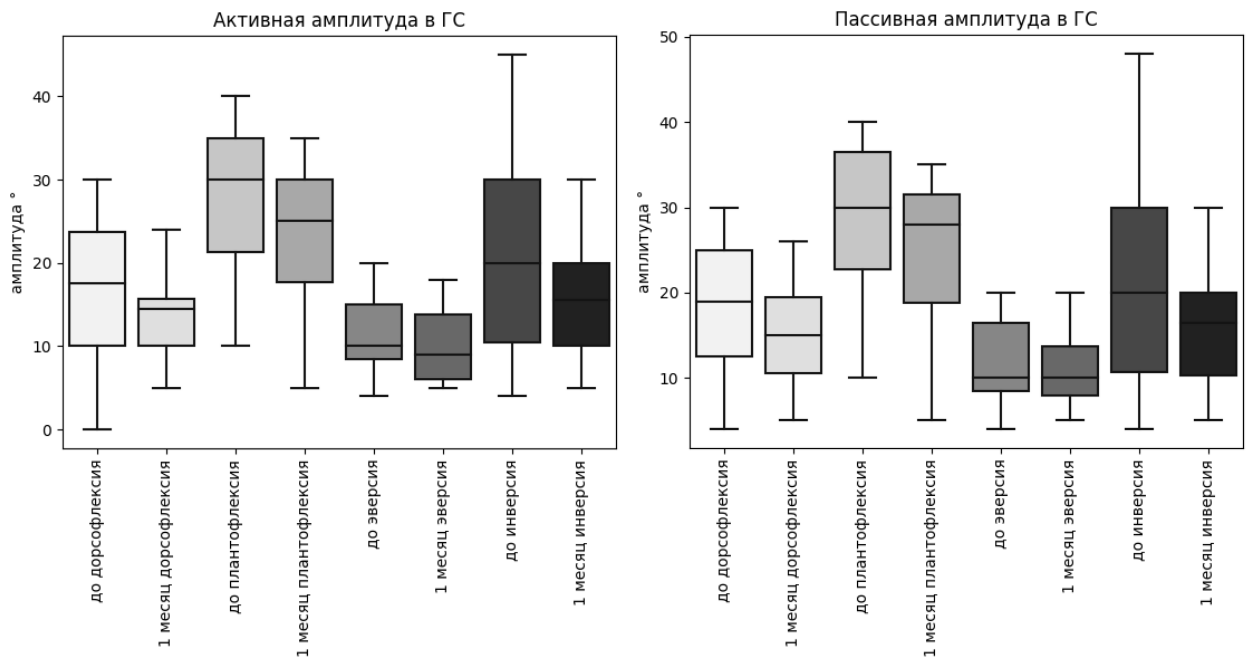 Активная амплитуда в ГС
амплитуда °
40
30
20
10
0
до дорсофлексия
1 месяц дорсофлексия
до плантофлексия
1 месяц плантофлексия
до эверсия
1 месяц эверсия
до инверсия
1 месяц инверсия
Пассивная амплитуда в ГС
амплитуда °
50
40
30
20
10
до дорсофлексия
1 месяц дорсофлексия
до плантофлексия
1 месяц плантофлексия
до эверсия
1 месяц эверсия
до инверсия
1 месяц инверсия